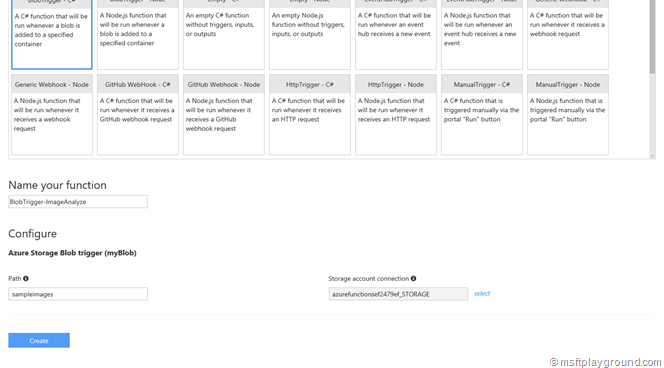 BlobTrigger - C#
BlobTrigger - Node
Empty - C#
Empty - Node
EventHubTrigger - C#
EventHubTrigger - Node
Generic Webhook - C#
A C# function that will be
run whenever a blob is
added to a specified
container
A Node.js function that
will be run whenever a
blob is added to a
specified container
An empty C# function
without triggers, inputs,
or outputs
An empty Node.js
function without triggers,
inputs, or outputs
A C# function that will be
run whenever an event
hub receives a new event
A Node.js function that
will be run whenever an
event hub receives a new
event
A C# function that will be
run whenever it receives a
webhook request
Generic Webhook - Node
GitHub WebHook - C#
GitHub Webhook - Node
HttpTrigger - C#
HttpTrigger - Node
ManualTrigger - C#
ManualTrigger - Node
A Node.js function that
will be run whenever it
receives a webhook
request
A C# function that will be
run whenever it receives a
GitHub webhook request
A Node.js function that
will be run whenever it
receives a GitHub
webhook request
A C# function that will be
run whenever it receives
an HTTP request
A Node.js function that
will be run whenever it
receives an HTTP request
A C# function that is
triggered manually via the
portal "Run" button
A Node.js function that is
triggered manually via the
portal "Run" button
Name your function
BlobTrigger-ImageAnalyze
Configure
Azure Storage Blob trigger (myBlob)
Path
Storage account connection
sampleimages
azurefunctionsef2479ef_STORAGE
select
Create
© msftplayground.com